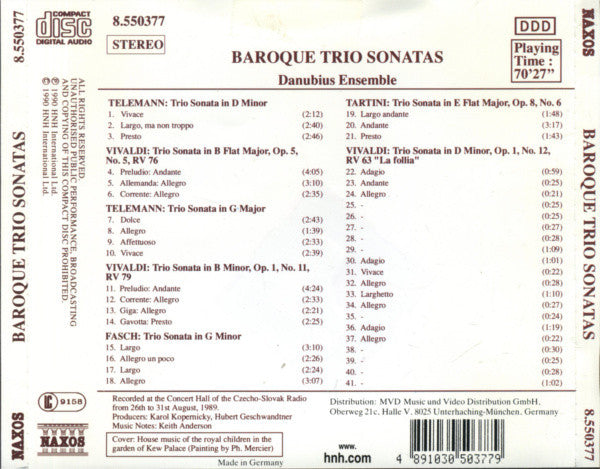 8.550377
COMPACT
disc
DIGITAL AUDIO
8.550377
STEREO
BAROQUE TRIO SONATAS
Danubius Ensemble
DDD
Playing
Time :
70'27"
NAXOS
8.550377
ALL RIGHTS RESERVED.
UNAUTHORISED PUBLIC PERFORMANCE, BROADCASTING
AND COPYING OF THIS COMPACT DISC PROHIBITED.
℗ 1990 HNH International Ltd.
© 1990 HNH International Ltd.
BAROQUE TRIO SONATAS
TELEMANN: Trio Sonata in D Minor
1. Vivace (2:12)
2. Largo, ma non troppo (2:40)
3. Presto (2:46)
VIVALDI: Trio Sonata in B Flat Major, Op. 5,
No. 5, RV 76
4. Preludio: Andante (4:05)
5. Allemanda: Allegro (3:10)
6. Corrente: Allegro (2:35)
TELEMANN: Trio Sonata in G Major
7. Dolce (2:43)
8. Allegro (1:39)
9. Affettuoso (2:33)
10. Vivace (2:39)
VIVALDI: Trio Sonata in B Minor, Op. 1, No. 11,
RV 79
11. Preludio: Andante (4:24)
12. Corrente: Allegro (2:33)
13. Giga: Allegro (2:21)
14. Gavotta: Presto (2:25)
FASCH: Trio Sonata in G Minor
15. Largo (3:10)
16. Allegro un poco (2:26)
17. Largo (2:24)
18. Allegro (3:07)
TARTINI: Trio Sonata in E Flat Major, Op. 8, No. 6
19. Largo andante (1:48)
20. Andante (3:17)
21. Presto (1:43)
VIVALDI: Trio Sonata in D Minor, Op. 1, No. 12,
RV 63 "La follia"
22. Adagio (0:59)
23. Andante (0:25)
24. Allegro (0:21)
25. - (0:25)
26. - (0:25)
27. - (0:25)
28. - (0:25)
29. - (1:09)
30. Adagio (1:01)
31. Vivace (0:22)
32. Allegro (0:28)
33. Larghetto (1:10)
34. Allegro (0:27)
35. - (0:24)
36. Adagio (1:19)
37. Allegro (0:22)
38. - (0:30)
39. - (0:25)
40. - (0:28)
41. - (1:02)
BAROQUE TRIO SONATAS
LC 9158
NAXOS
NAXOS
Recorded at the Concert Hall of the Czecho-Slovak Radio
from 26th to 31st August, 1989.
Producers: Karol Kopernicky, Hubert Geschwandtner
Music Notes: Keith Anderson
Cover: House music of the royal children in the
garden of Kew Palace (Painting by Ph. Mercier)
Made in Germany
Distribution: MVD Music und Video Distribution GmbH,
Oberweg 21c, Halle V. 8025 Unterhaching-München, Germany
NAXOS
hnh.com
4 891030 503779
8.550377